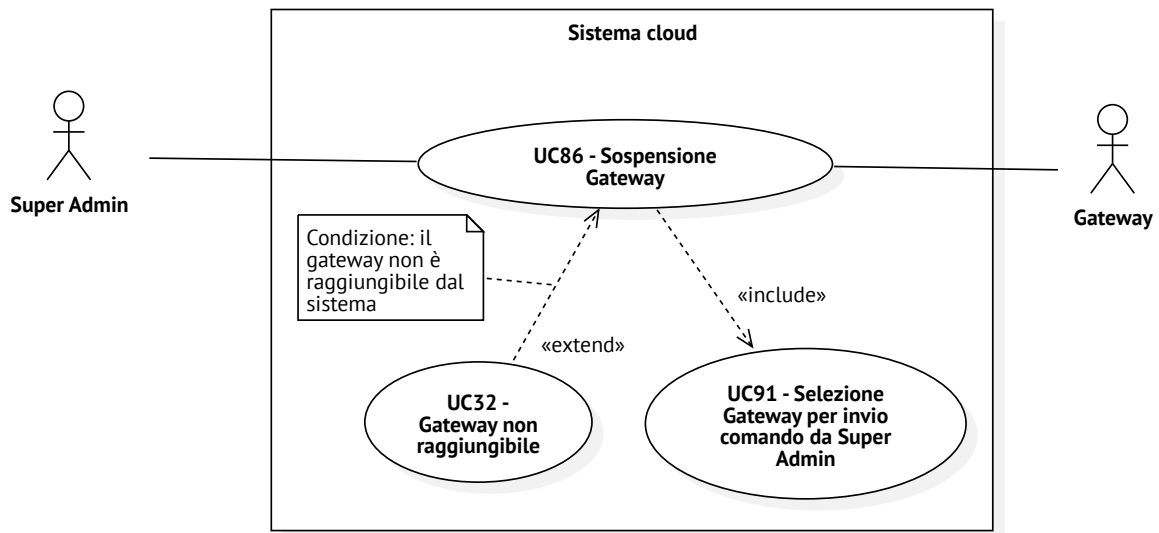 Sistema cloud
UC86 - Sospensione
Gateway
Super Admin
Gateway
Condizione: il
gateway non è
raggiungibile dal
sistema
«include»
«extend»
UC32 -
Gateway non
raggiungibile
UC91 - Selezione
Gateway per invio
comando da Super
Admin